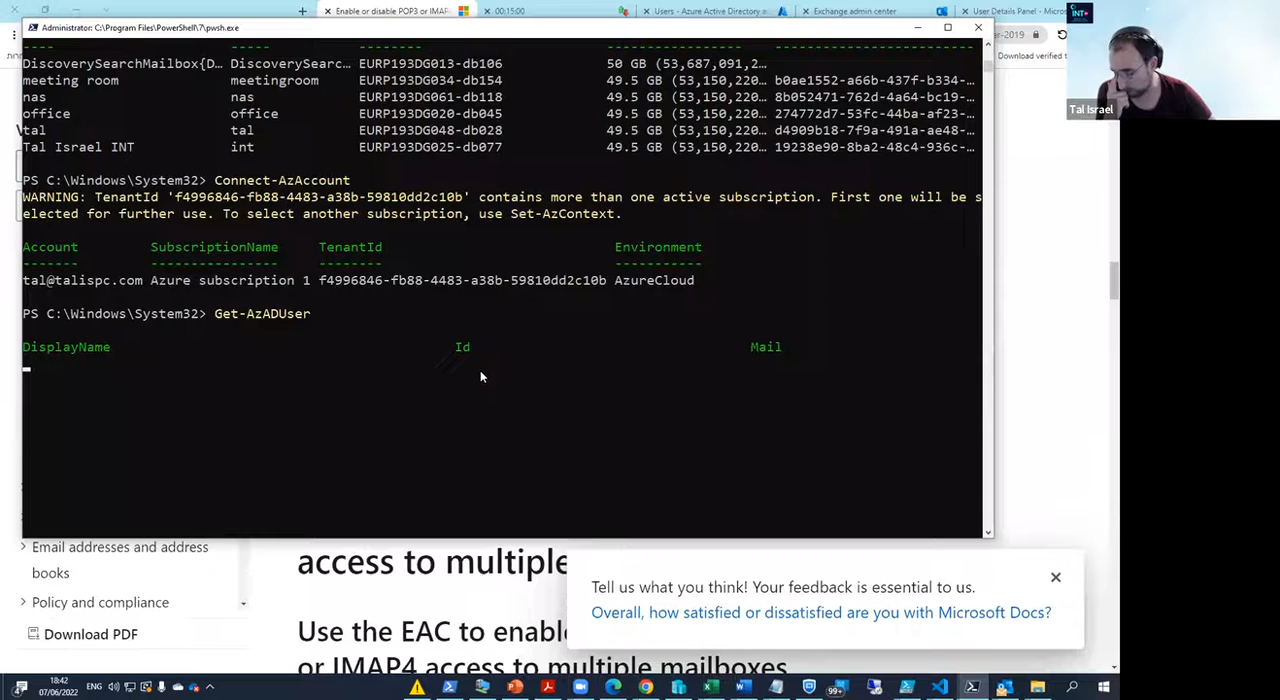 Enable or disable POP3 or IMAP
00:15:00
Users - Azure Active Directory a
Exchange admin center
User Details Panel - Micros
Administrator: C:\Program Files\PowerShell\7\pwsh.exe
r-2019
Download verified t
INT+
DiscoverySearchMailbox{D… DiscoverySearc… EURP193DG013-db106 50 GB (53,687,091,2…
meeting room meetingroom EURP193DG034-db154 49.5 GB (53,150,220… b0ae1552-a66b-437f-b334-…
nas nas EURP193DG061-db118 49.5 GB (53,150,220… 8b052471-762d-4a64-bc19-…
office office EURP193DG020-db045 49.5 GB (53,150,220… 274772d7-53fc-44ba-af23-…
tal tal EURP193DG048-db028 49.5 GB (53,150,220… d4909b18-7f9a-491a-ae48-…
Tal Israel INT int EURP193DG025-db077 49.5 GB (53,150,220… 19238e90-8ba2-48c4-936c-…
Tal Israel
PS C:\Windows\System32> Connect-AzAccount
WARNING: TenantId 'f4996846-fb88-4483-a38b-59810dd2c10b' contains more than one active subscription. First one will be s
elected for further use. To select another subscription, use Set-AzContext.
Account SubscriptionName TenantId Environment
------- ---------------- -------- -----------
tal@talispc.com Azure subscription 1 f4996846-fb88-4483-a38b-59810dd2c10b AzureCloud
PS C:\Windows\System32> Get-AzADUser
DisplayName Id Mail
Email addresses and address
books
Policy and compliance
Download PDF
access to multiple
Use the EAC to enabl
or IMAP4 access to multiple mailboxes
Tell us what you think! Your feedback is essential to us.
Overall, how satisfied or dissatisfied are you with Microsoft Docs?
18:42
07/06/2022
ENG
99+